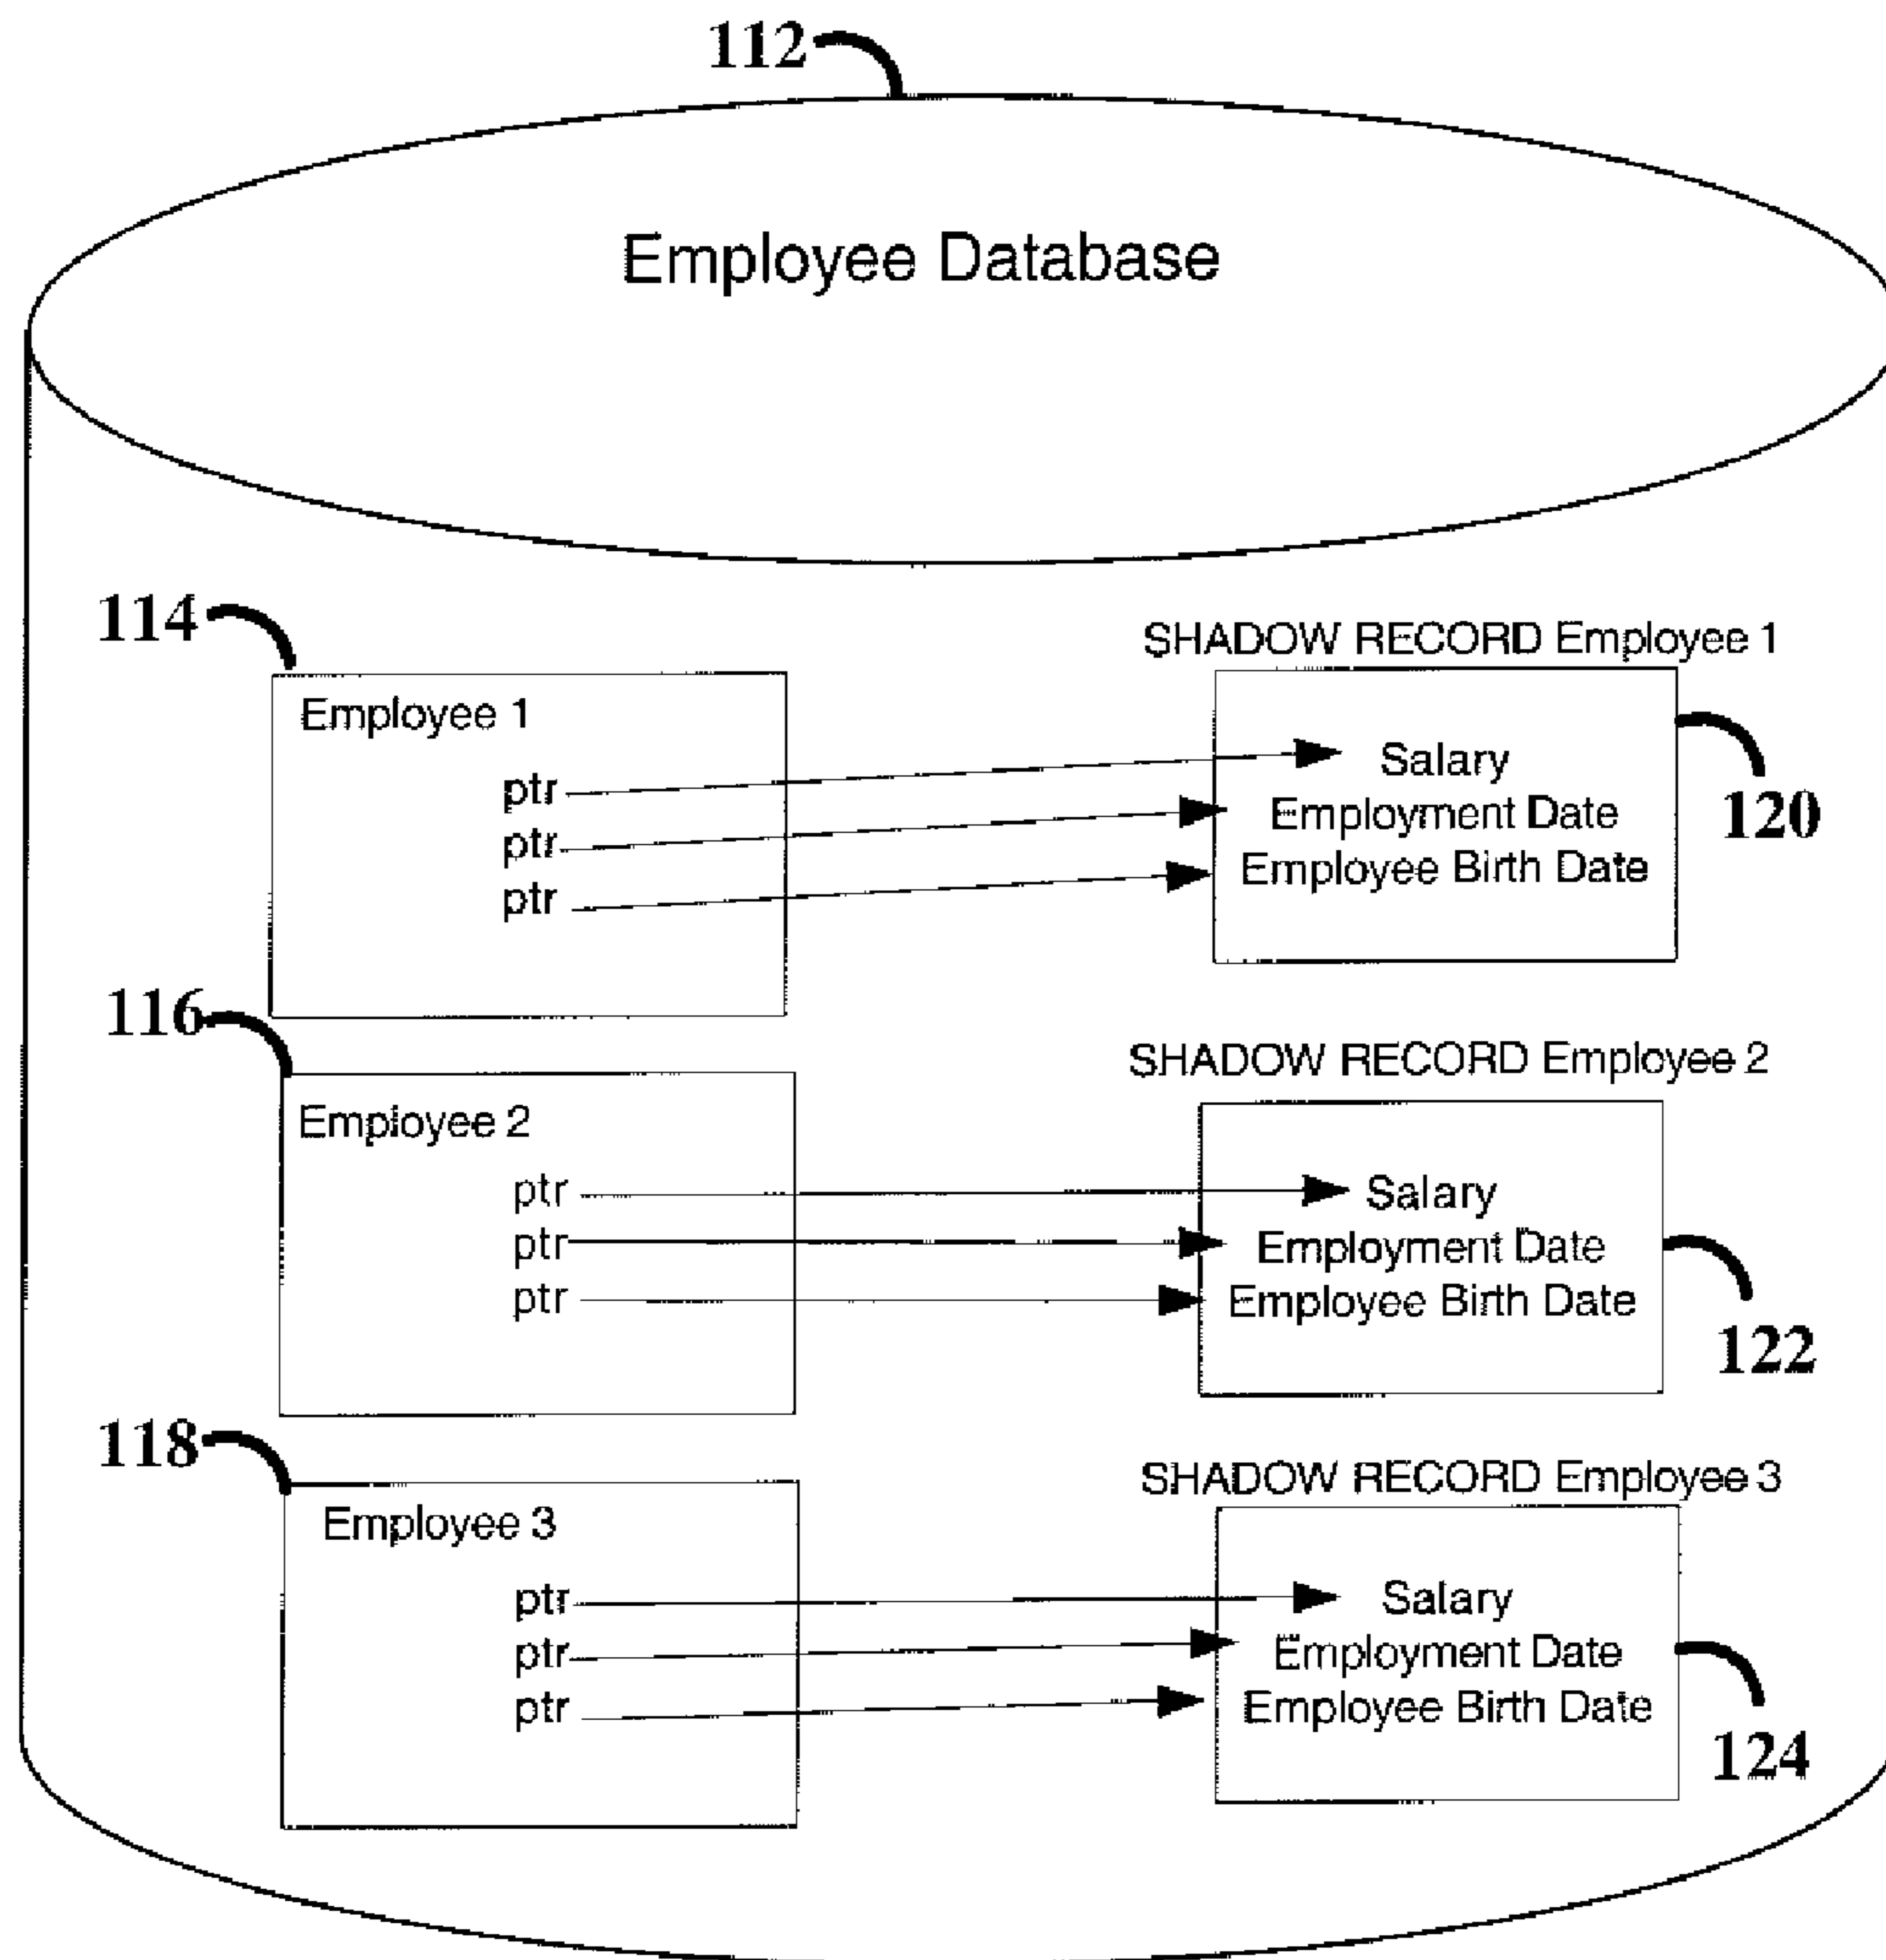 112
Employee Database
114
SHADOW RECORD Employee 1
Employee 1
ptr
ptr
ptr
Salary
Employment Date
Employee Birth Date
120
116
SHADOW RECORD Employee 2
Employee 2
ptr
ptr
ptr
Salary
Employment Date
Employee Birth Date
122
118
SHADOW RECORD Employee 3
Employee 3
ptr
ptr
ptr
Salary
Employment Date
Employee Birth Date
124